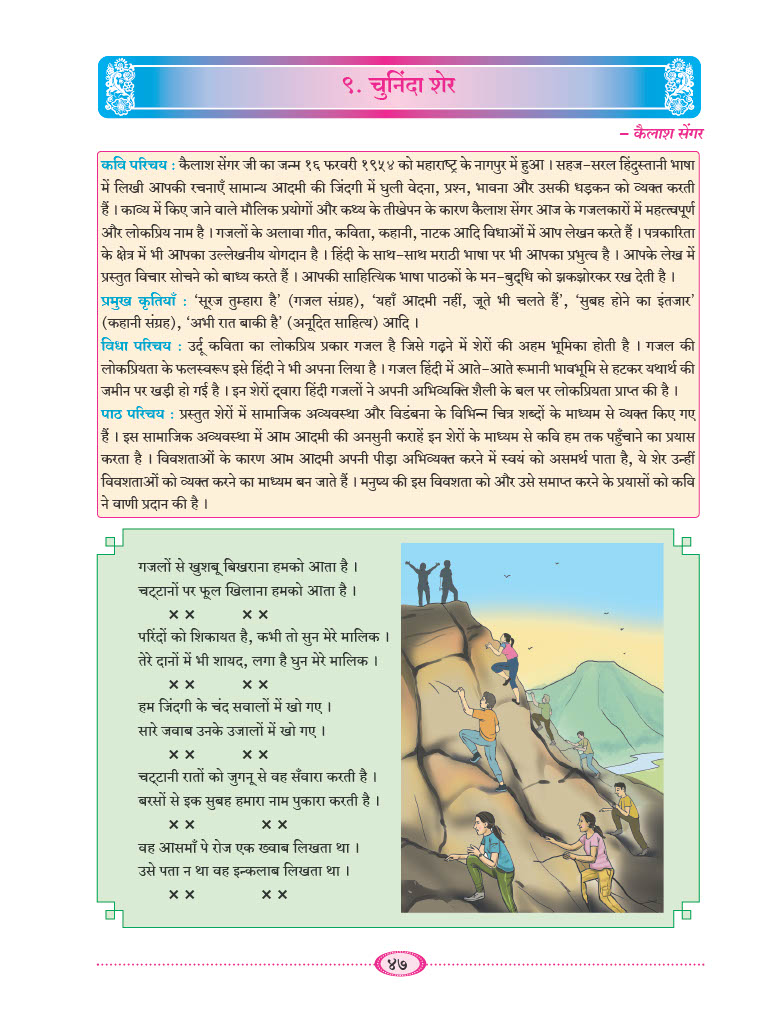 ९. चुनिंदा शेर
– कैलाश सेंगर
कवि परिचय : कैलाश सेंगर जी का जन्म १६ फरवरी १९५४ को महाराष्ट्र के नागपुर में हुआ । सहज-सरल हिंदुस्तानी भाषा
में लिखी आपकी रचनाएँ सामान्य आदमी की जिंदगी में घुली वेदना, प्रश्न, भावना और उसकी धड़कन को व्यक्त करती
हैं । काव्य में किए जाने वाले मौलिक प्रयोगों और कथ्य के तीखेपन के कारण कैलाश सेंगर आज के गजलकारों में महत्त्वपूर्ण
और लोकप्रिय नाम है । गजलों के अलावा गीत, कविता, कहानी, नाटक आदि विधाओं में आप लेखन करते हैं । पत्रकारिता
के क्षेत्र में भी आपका उल्लेखनीय योगदान है । हिंदी के साथ-साथ मराठी भाषा पर भी आपका प्रभुत्व है । आपके लेख में
प्रस्तुत विचार सोचने को बाध्य करते हैं । आपकी साहित्यिक भाषा पाठकों के मन-बुद्धि को झकझोरकर रख देती है ।
प्रमुख कृतियाँ : ‘सूरज तुम्हारा है’ (गजल संग्रह), ‘यहाँ आदमी नहीं, जूते भी चलते हैं’, ‘सुबह होने का इंतजार’
(कहानी संग्रह), ‘अभी रात बाकी है’ (अनूदित साहित्य) आदि ।
विधा परिचय : उर्दू कविता का लोकप्रिय प्रकार गजल है जिसे गढ़ने में शेरों की अहम भूमिका होती है । गजल की
लोकप्रियता के फलस्वरूप इसे हिंदी ने भी अपना लिया है । गजल हिंदी में आते-आते रूमानी भावभूमि से हटकर यथार्थ की
जमीन पर खड़ी हो गई है । इन शेरों द्वारा हिंदी गजलों ने अपनी अभिव्यक्ति शैली के बल पर लोकप्रियता प्राप्त की है ।
पाठ परिचय : प्रस्तुत शेरों में सामाजिक अव्यवस्था और विडंबना के विभिन्न चित्र शब्दों के माध्यम से व्यक्त किए गए
हैं । इस सामाजिक अव्यवस्था में आम आदमी की अनसुनी कराहें इन शेरों के माध्यम से कवि हम तक पहुँचाने का प्रयास
करता है । विवशताओं के कारण आम आदमी अपनी पीड़ा अभिव्यक्त करने में स्वयं को असमर्थ पाता है, ये शेर उन्हीं
विवशताओं को व्यक्त करने का माध्यम बन जाते हैं । मनुष्य की इस विवशता को और उसे समाप्त करने के प्रयासों को कवि
ने वाणी प्रदान की है ।
गजलों से खुशबू बिखराना हमको आता है ।
चट्टानों पर फूल खिलाना हमको आता है ।
×× ××
परिंदों को शिकायत है, कभी तो सुन मेरे मालिक ।
तेरे दानों में भी शायद, लगा है घुन मेरे मालिक ।
×× ××
हम जिंदगी के चंद सवालों में खो गए ।
सारे जवाब उनके उजालों में खो गए ।
×× ××
चट्टानी रातों को जुगनू से वह सँवारा करती है ।
बरसों से इक सुबह हमारा नाम पुकारा करती है ।
×× ××
वह आसमाँ पे रोज एक ख्वाब लिखता था ।
उसे पता न था वह इन्कलाब लिखता था ।
×× ××
४७